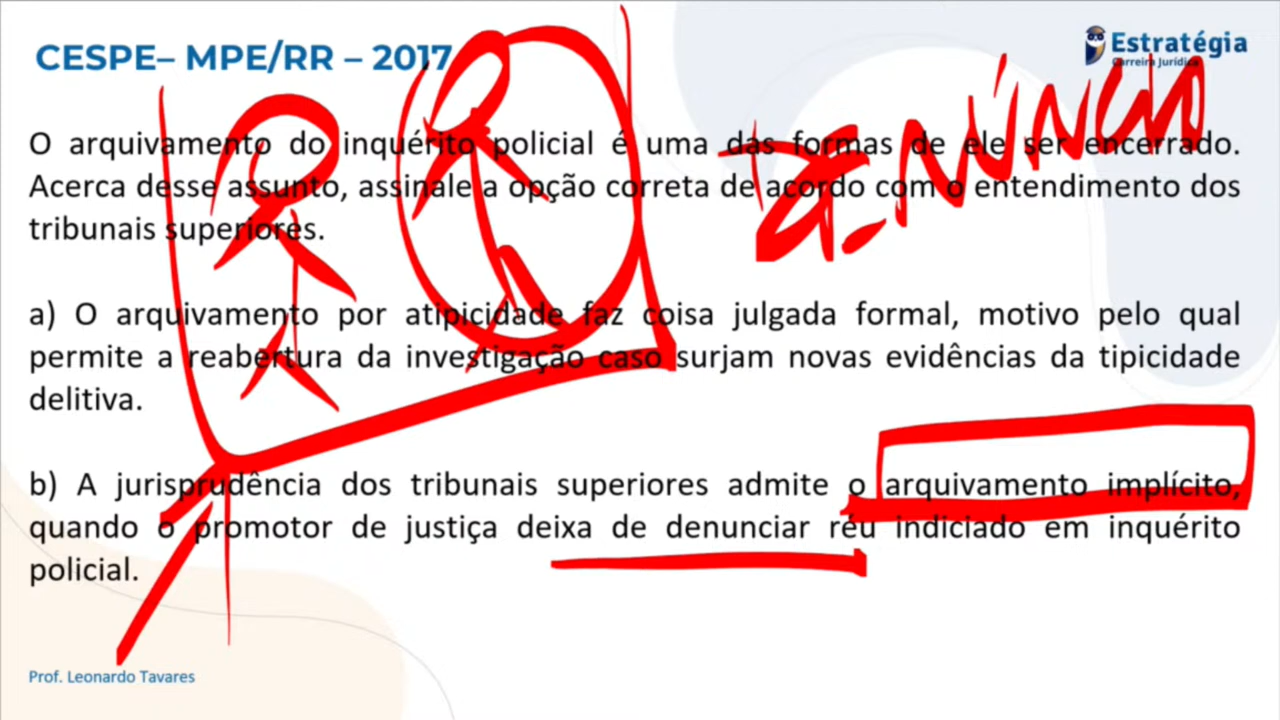 CESPE– MPE/RR – 2017
Estratégia
Carreira Jurídica
DENÚNCIA
O arquivamento do inquérito policial é uma das formas de ele ser encerrado.
Acerca desse assunto, assinale a opção correta de acordo com o entendimento dos
tribunais superiores.
a) O arquivamento por atipicidade faz coisa julgada formal, motivo pelo qual
permite a reabertura da investigação caso surjam novas evidências da tipicidade
delitiva.
b) A jurisprudência dos tribunais superiores admite o arquivamento implícito,
quando o promotor de justiça deixa de denunciar réu indiciado em inquérito
policial.
Prof. Leonardo Tavares